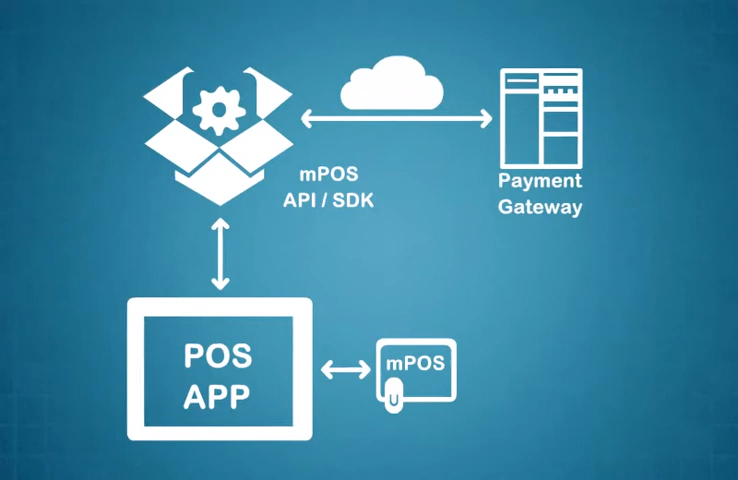 mPOS
API / SDK
Payment
Gateway
POS
APP
mPOS
U